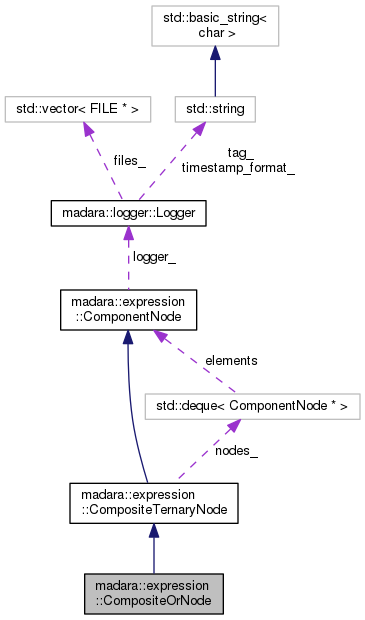 std::basic_string<
char >
std::vector< FILE * >
std::string
files_
tag_
timestamp_format_
madara::logger::Logger
logger_
madara::expression
::ComponentNode
elements
std::deque< ComponentNode * >
nodes_
madara::expression
::CompositeTernaryNode
madara::expression
::CompositeOrNode